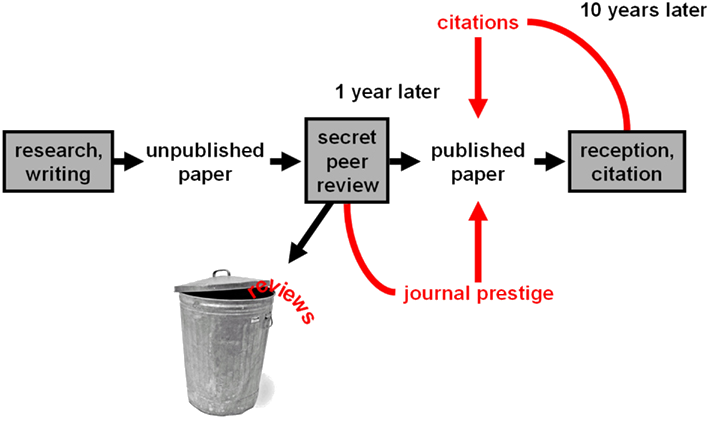 citations
10 years later
1 year later
research,
writing
unpublished
paper
secret
peer
review
published
paper
reception,
citation
reviews
journal prestige